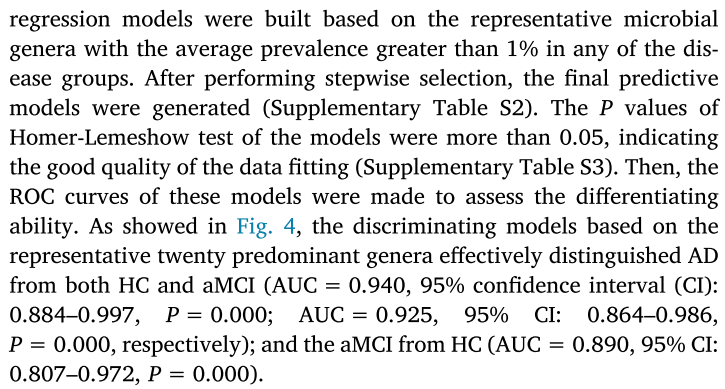 regression models were built based on the representative microbial
genera with the average prevalence greater than 1% in any of the dis-
ease groups. After performing stepwise selection, the final predictive
models were generated (Supplementary Table S2). The P values of
Homer-Lemeshow test of the models were more than 0.05, indicating
the good quality of the data fitting (Supplementary Table S3). Then, the
ROC curves of these models were made to assess the differentiating
ability. As showed in Fig. 4, the discriminating models based on the
representative twenty predominant genera effectively distinguished AD
from both HC and aMCI (AUC = 0.940, 95% confidence interval (CI):
0.884–0.997, P = 0.000; AUC = 0.925, 95% CI: 0.864–0.986,
P = 0.000, respectively); and the aMCI from HC (AUC = 0.890, 95% CI:
0.807–0.972, P = 0.000).